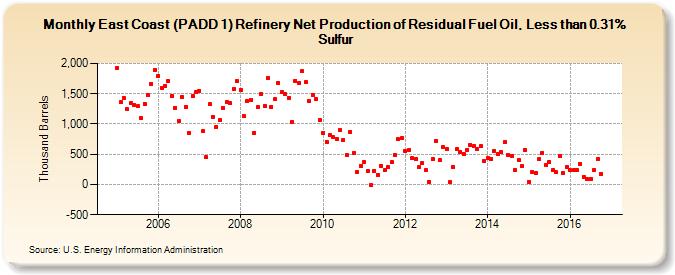 Monthly East Coast (PADD 1) Refinery Net Production of Residual Fuel Oil, Less than 0.31%
Sulfur
Thousand Barrels
2,000
1,500
1,000
500
0
-500
2006 2008 2010 2012 2014 2016
Source: U.S. Energy Information Administration